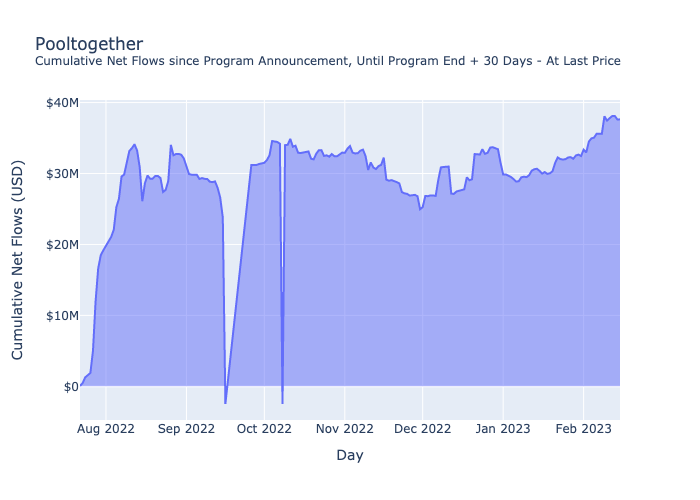 Pooltogether
Cumulative Net Flows since Program Announcement, Until Program End + 30 Days - At Last Price
Cumulative Net Flows (USD)
$40M
$30M
$20M
$10M
$0
Aug 2022 Sep 2022 Oct 2022 Nov 2022 Dec 2022 Jan 2023 Feb 2023
Day